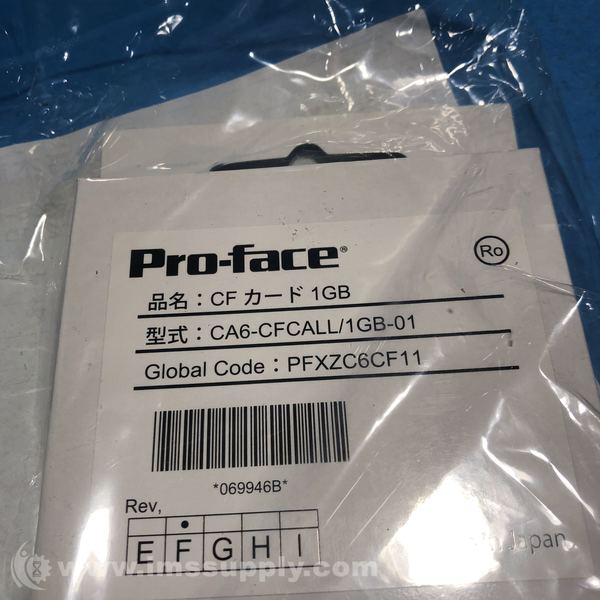 Pro-face®
Ro
品名：CF カード 1GB
型式：CA6-CFCALL/1GB-01
Global Code：PFXZC6CF11
*069946B*
Rev,
E F G H I
in Japan
www.imssupply.com